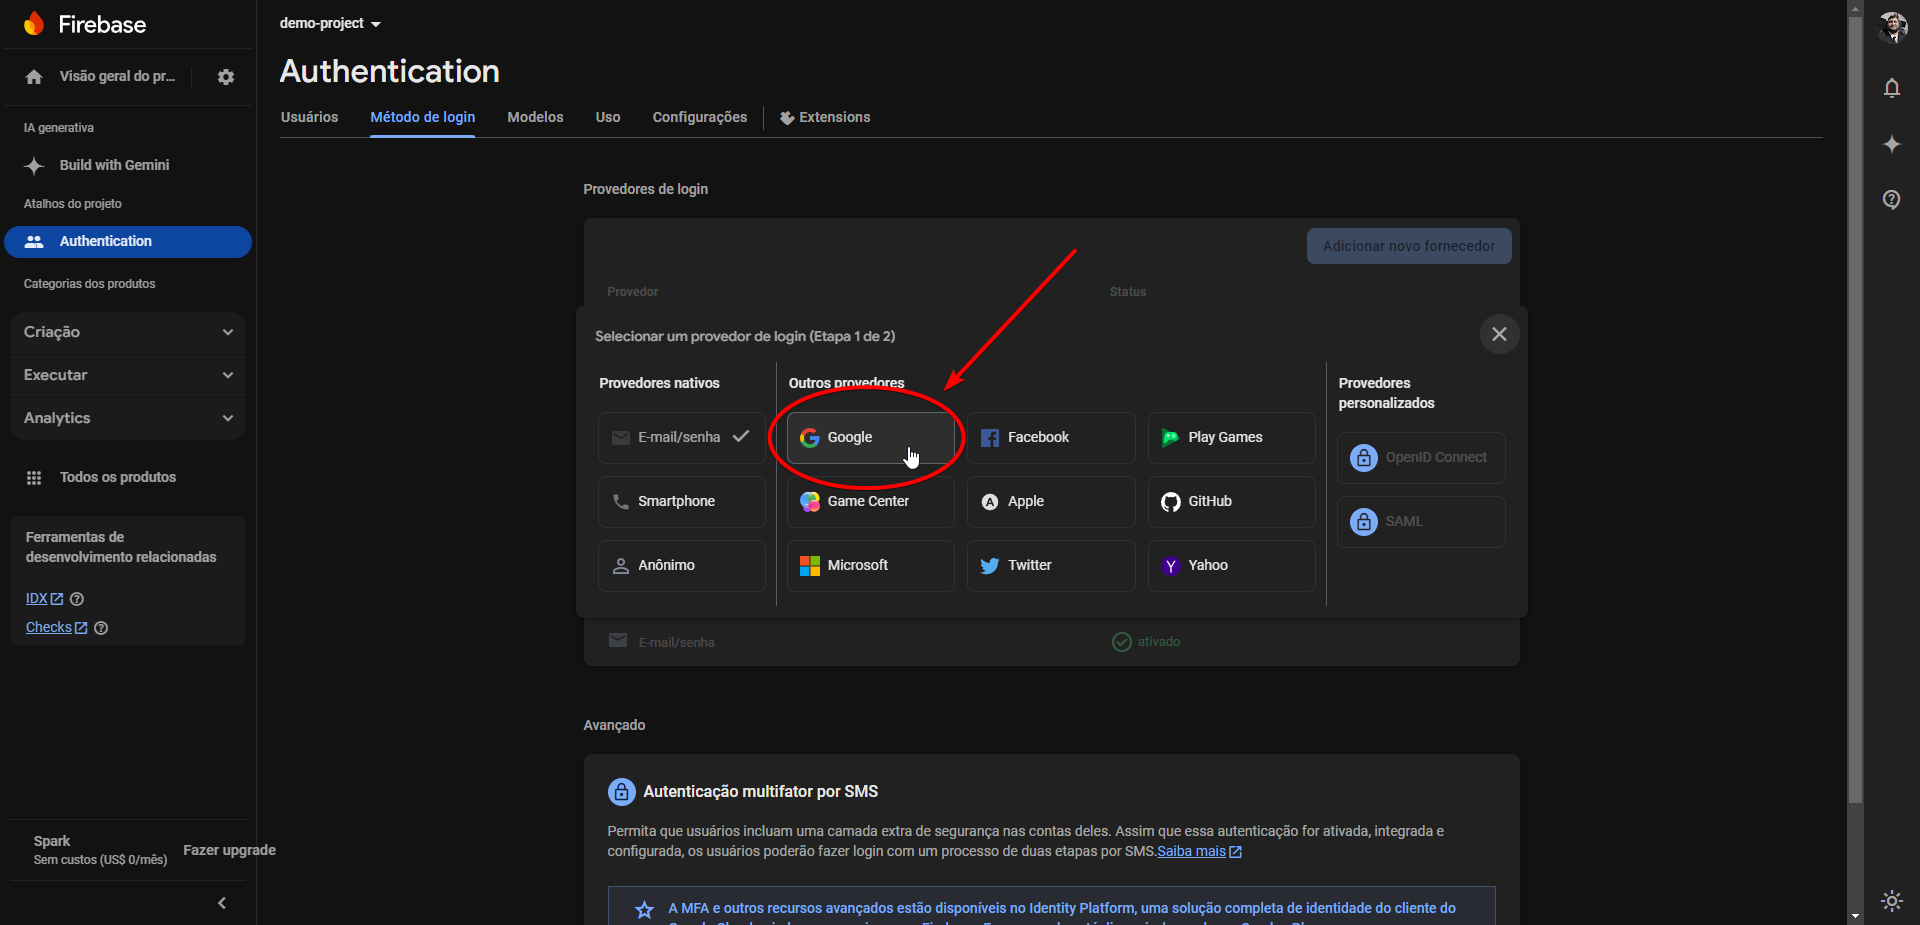 Firebase
demo-project
Visão geral do pr...
Authentication
Usuários
Método de login
Modelos
Uso
Configurações
Extensions
IA generativa
Build with Gemini
Atalhos do projeto
Authentication
Categorias dos produtos
Criação
Executar
Analytics
Todos os produtos
Ferramentas de
desenvolvimento relacionadas
IDX
Checks
Spark
Sem custos (US$ 0/mês)
Fazer upgrade
Provedores de login
Adicionar novo fornecedor
Provedor
Status
Selecionar um provedor de login (Etapa 1 de 2)
Provedores nativos
E-mail/senha
Smartphone
Anônimo
Outros provedores
Google
Facebook
Play Games
Game Center
Apple
GitHub
Microsoft
Twitter
Yahoo
Provedores
personalizados
OpenID Connect
SAML
E-mail/senha
ativado
Avançado
Autenticação multifator por SMS
Permita que usuários incluam uma camada extra de segurança nas contas deles. Assim que essa autenticação for ativada, integrada e
configurada, os usuários poderão fazer login com um processo de duas etapas por SMS.Saiba mais
A MFA e outros recursos avançados estão disponíveis no Identity Platform, uma solução completa de identidade do cliente do